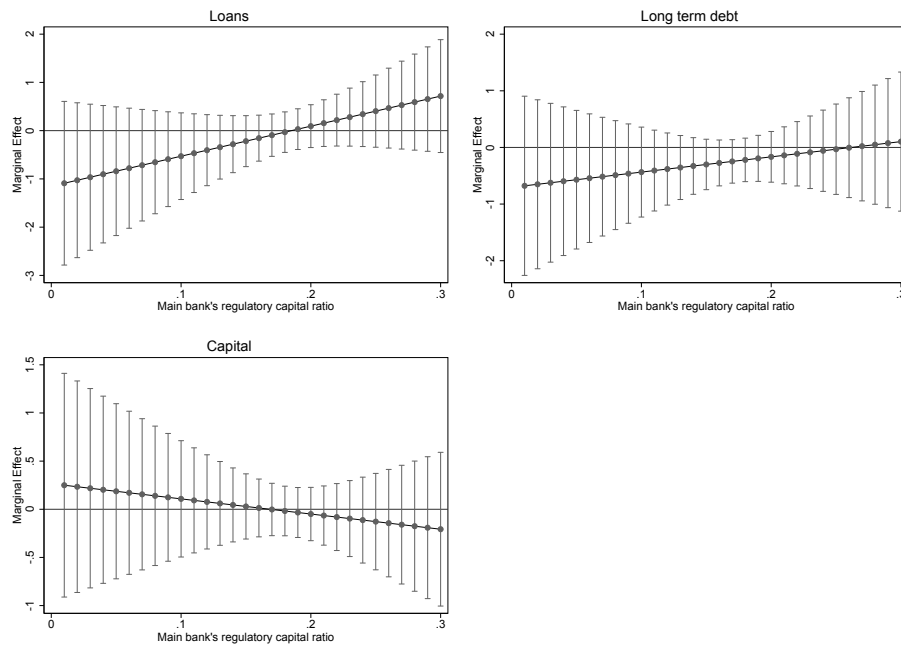 Loans
Marginal Effect
2
1
0
-1
-2
-3
0 .1 .2 .3
Main bank's regulatory capital ratio
Long term debt
Marginal Effect
2
1
0
-1
-2
0 .1 .2 .3
Main bank's regulatory capital ratio
Capital
Marginal Effect
1.5
1
.5
0
-.5
-1
0 .1 .2 .3
Main bank's regulatory capital ratio